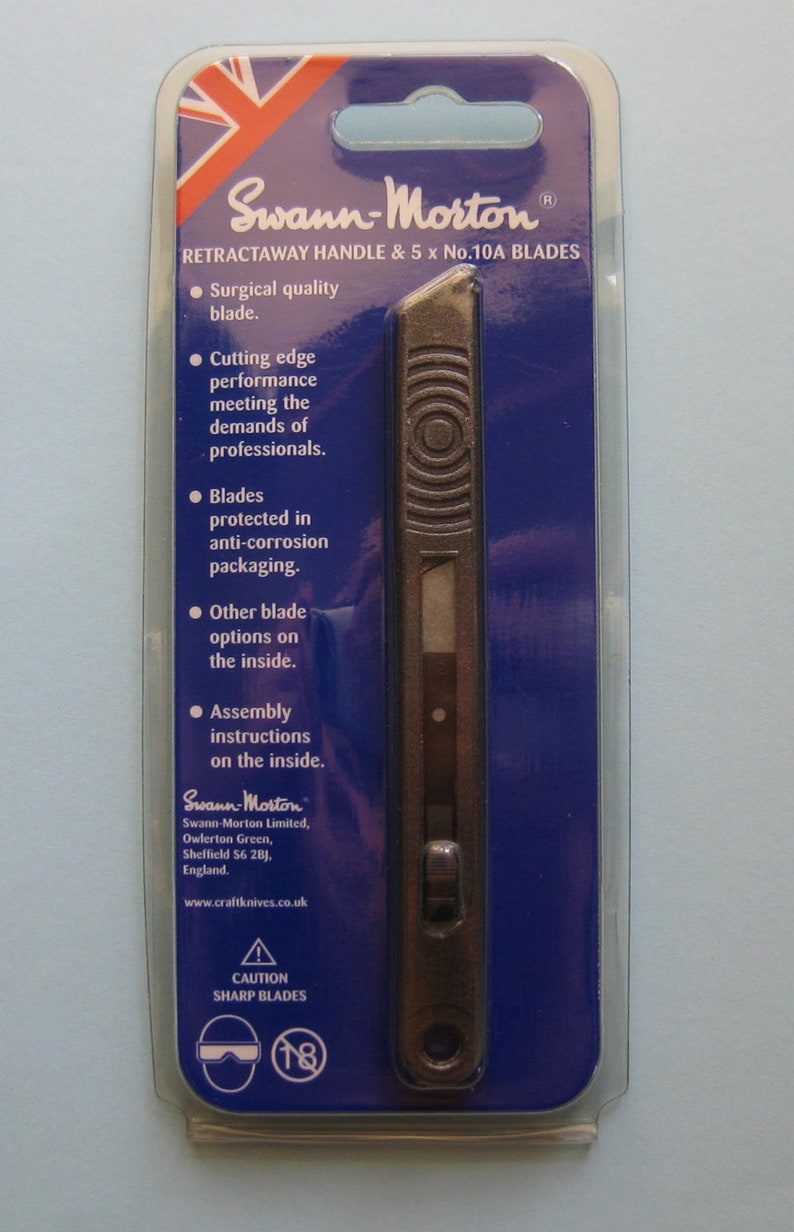 Swann-Morton®
RETRACTAWAY HANDLE & 5 x No.10A BLADES
• Surgical quality
blade.
• Cutting edge
performance
meeting the
demands of
professionals.
• Blades
protected in
anti-corrosion
packaging.
• Other blade
options on
the inside.
• Assembly
instructions
on the inside.
Swann-Morton
Swann-Morton Limited,
Owlerton Green,
Sheffield S6 2BJ,
England.
www.craftknives.co.uk
CAUTION
SHARP BLADES
18